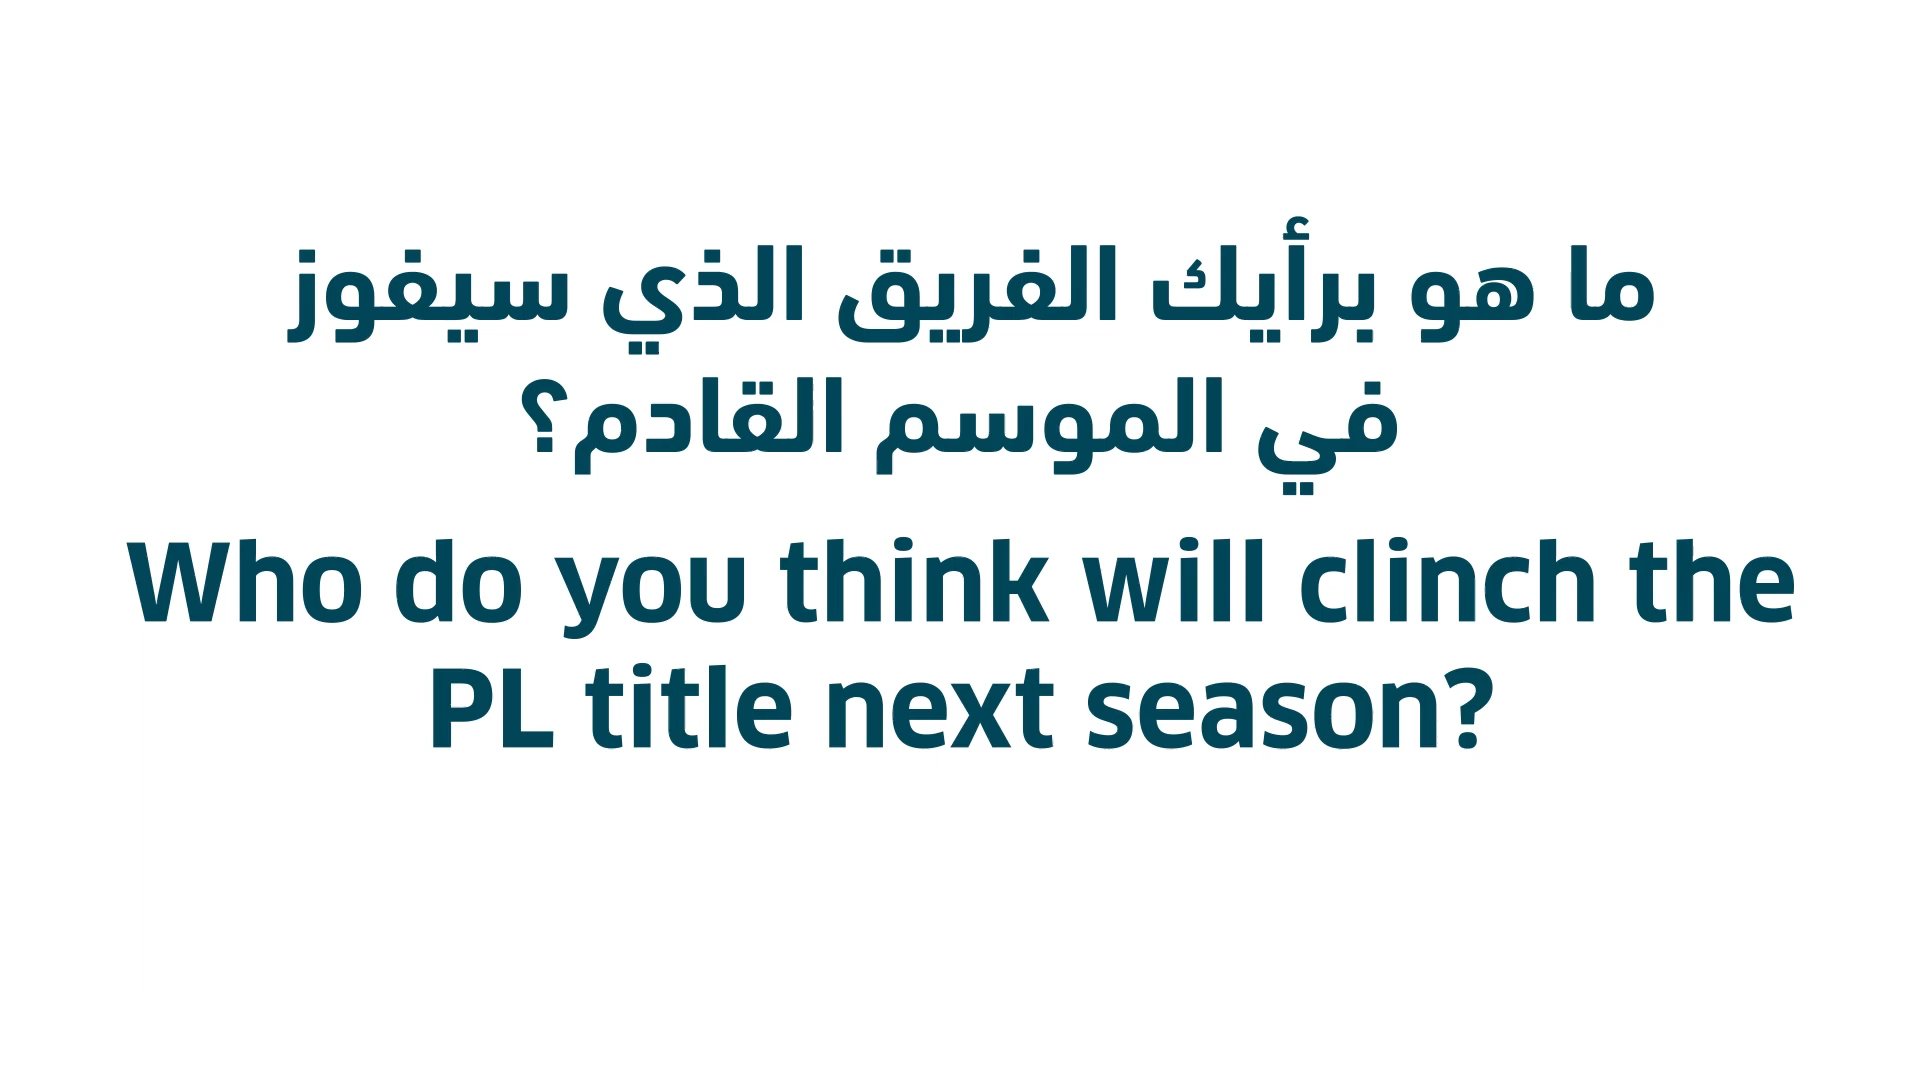 ما هو برأيك الفريق الذي سيفوز
في الموسم القادم؟
Who do you think will clinch the
PL title next season?